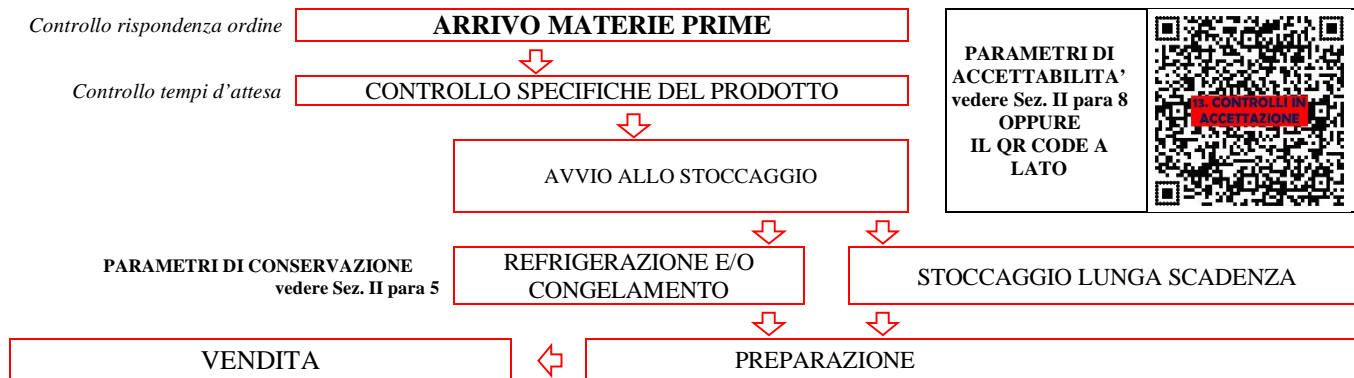 Controllo rispondenza ordine
ARRIVO MATERIE PRIME
Controllo tempi d'attesa
CONTROLLO SPECIFICHE DEL PRODOTTO
PARAMETRI DI
ACCETTABILITA'
vedere Sez. II para 8
OPPURE
IL QR CODE A
LATO
13. CONTROLLI IN
ACCETTAZIONE
AVVIO ALLO STOCCAGGIO
PARAMETRI DI CONSERVAZIONE
vedere Sez. II para 5
REFRIGERAZIONE E/O
CONGELAMENTO
STOCCAGGIO LUNGA SCADENZA
VENDITA
PREPARAZIONE